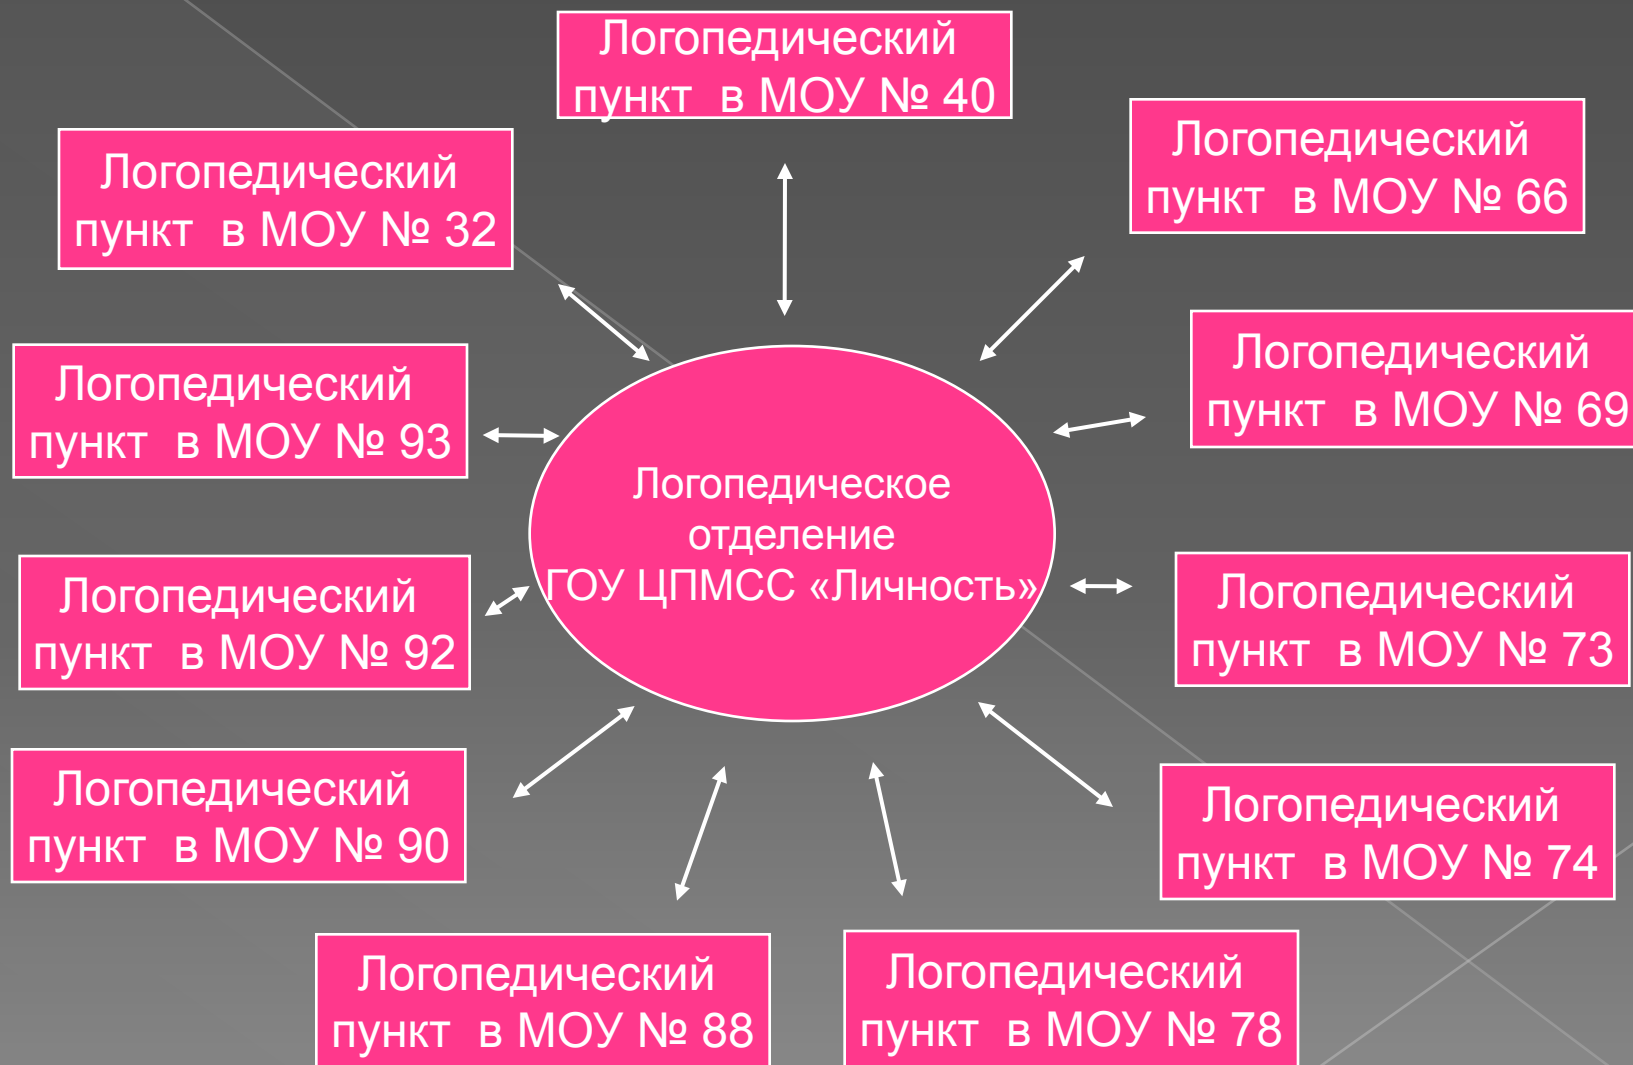 Логопедический
пункт в МОУ № 40
Логопедический
пункт в МОУ № 32
Логопедический
пункт в МОУ № 66
Логопедический
пункт в МОУ № 93
Логопедический
пункт в МОУ № 69
Логопедическое
отделение
ГОУ ЦПМСС «Личность»
Логопедический
пункт в МОУ № 92
Логопедический
пункт в МОУ № 73
Логопедический
пункт в МОУ № 90
Логопедический
пункт в МОУ № 74
Логопедический
пункт в МОУ № 88
Логопедический
пункт в МОУ № 78